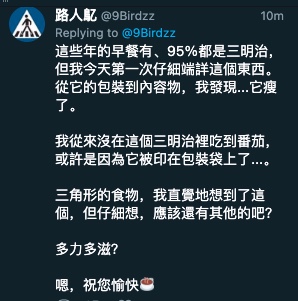 路人髶 @9Birdzz 10m
Replying to @9Birdzz
這些年的早餐有、95%都是三明治，
但我今天第一次仔細端詳這個東西。
從它的包裝到內容物，我發現...它瘦
了。
我從來沒在這個三明治裡吃到番茄，
或許是因為它被印在包裝袋上了...。
三角形的食物，我直覺地想到了這
個，但仔細想，應該還有其他的吧?
多力多滋?
嗯，祝您愉快☕